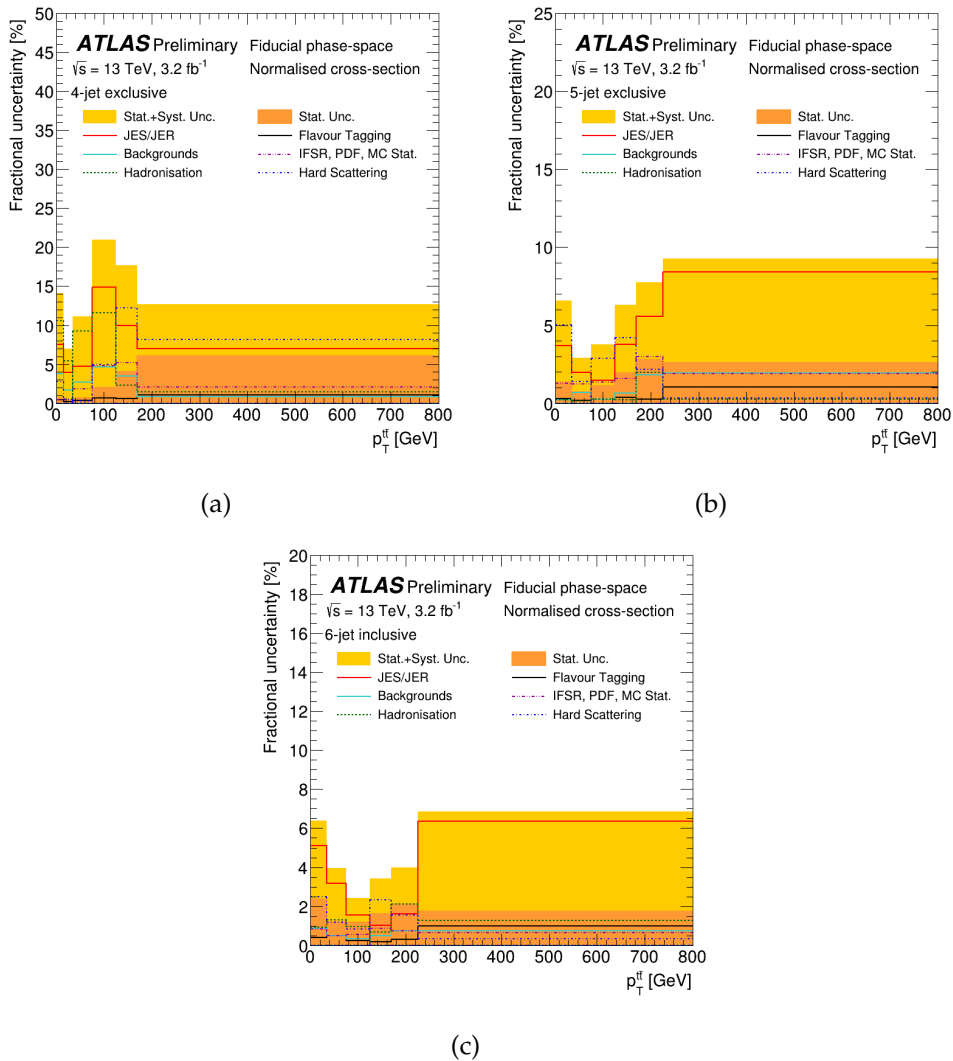 ATLAS Preliminary Fiducial phase-space
√s = 13 TeV, 3.2 fb⁻¹ Normalised cross-section
4-jet exclusive
Stat.+Syst. Unc. Stat. Unc.
JES/JER Flavour Tagging
Backgrounds IFSR, PDF, MC Stat.
Hadronisation Hard Scattering
Fractional uncertainty [%]
50
45
40
35
30
25
20
15
10
5
0
0 100 200 300 400 500 600 700 800
p_T^{tt̄} [GeV]
(a)
ATLAS Preliminary Fiducial phase-space
√s = 13 TeV, 3.2 fb⁻¹ Normalised cross-section
5-jet exclusive
Stat.+Syst. Unc. Stat. Unc.
JES/JER Flavour Tagging
Backgrounds IFSR, PDF, MC Stat.
Hadronisation Hard Scattering
Fractional uncertainty [%]
25
20
15
10
5
0
0 100 200 300 400 500 600 700 800
p_T^{tt̄} [GeV]
(b)
ATLAS Preliminary Fiducial phase-space
√s = 13 TeV, 3.2 fb⁻¹ Normalised cross-section
6-jet inclusive
Stat.+Syst. Unc. Stat. Unc.
JES/JER Flavour Tagging
Backgrounds IFSR, PDF, MC Stat.
Hadronisation Hard Scattering
Fractional uncertainty [%]
20
18
16
14
12
10
8
6
4
2
0
0 100 200 300 400 500 600 700 800
p_T^{tt̄} [GeV]
(c)